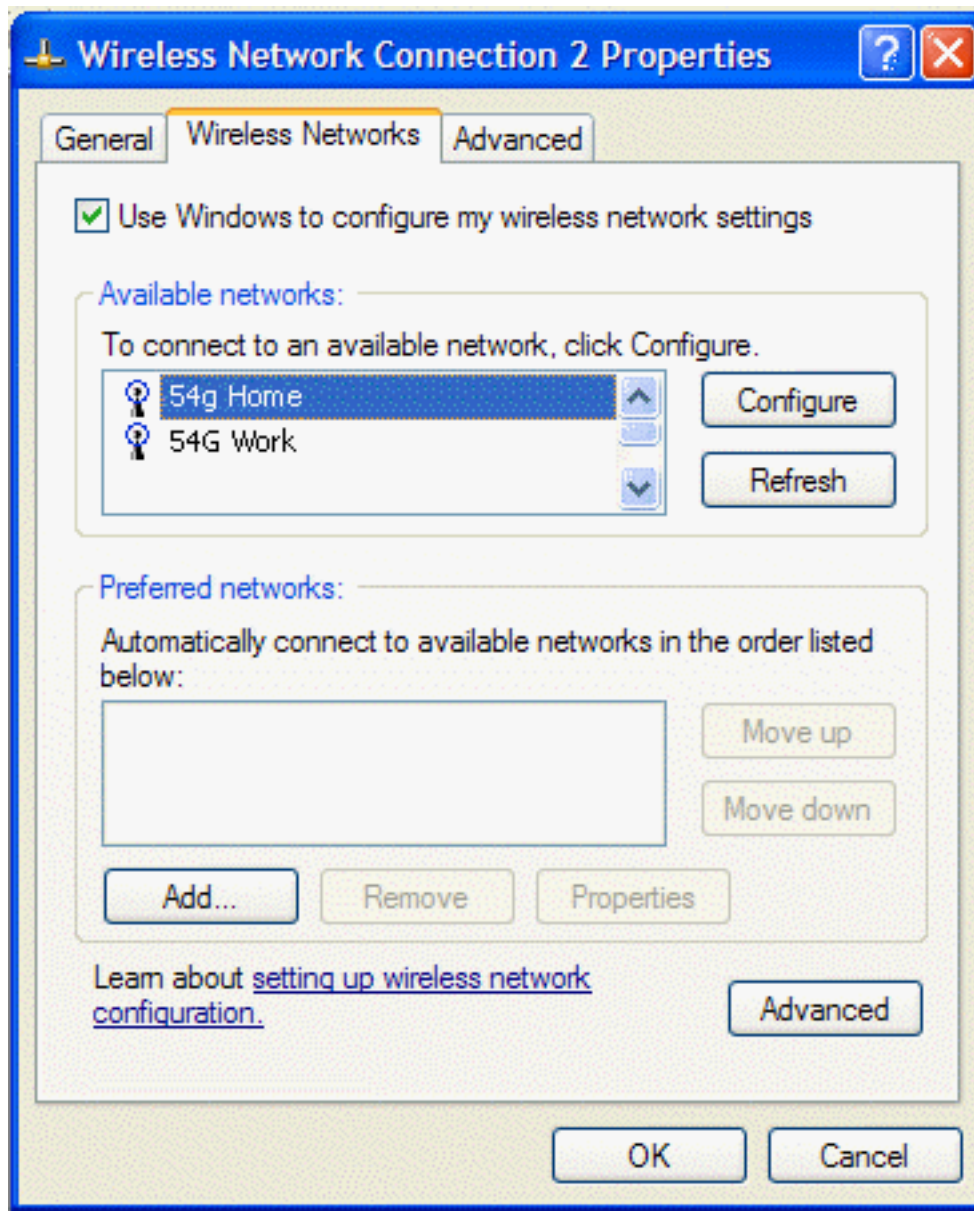 Wireless Network Connection 2 Properties
General Wireless Networks Advanced
Use Windows to configure my wireless network settings
Available networks:
To connect to an available network, click Configure.
54g Home
54G Work
Configure
Refresh
Preferred networks:
Automatically connect to available networks in the order listed
below:
Move up
Move down
Add... Remove Properties
Learn about setting up wireless network
configuration.
Advanced
OK Cancel